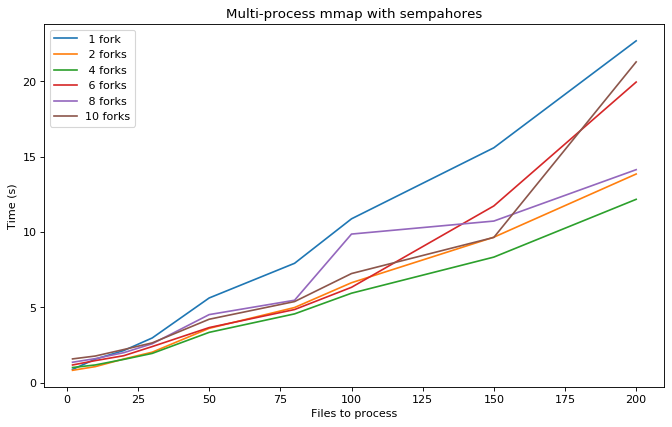 Multi-process mmap with sempahores
1 fork
2 forks
4 forks
6 forks
8 forks
10 forks
20
15
10
5
0
Time (s)
0 25 50 75 100 125 150 175 200
Files to process